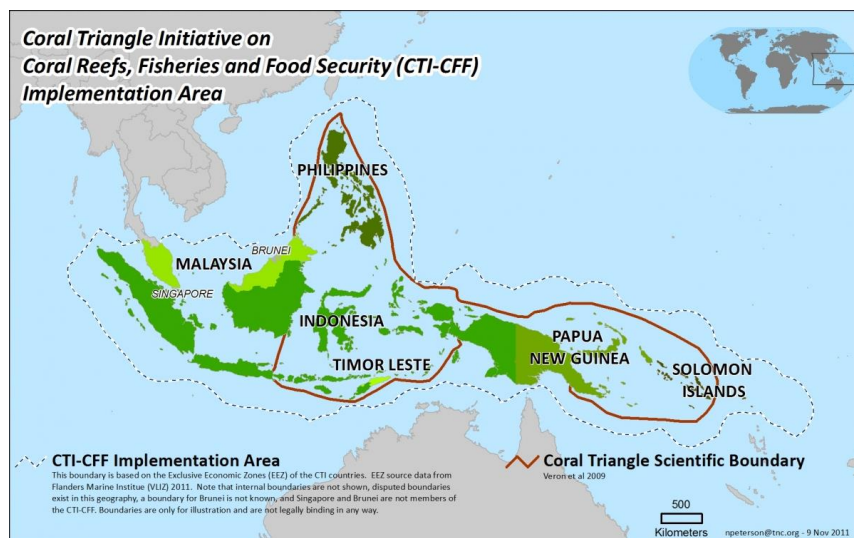 Coral Triangle Initiative on
Coral Reefs, Fisheries and Food Security (CTI-CFF)
Implementation Area
PHILIPPINES
BRUNEI
MALAYSIA
SINGAPORE
INDONESIA
PAPUA
NEW GUINEA
TIMOR LESTE
SOLOMON
ISLANDS
CTI-CFF Implementation Area
This boundary is based on the Exclusive Economic Zones (EEZ) of the CTI countries. EEZ source data from
Flanders Marine Institue (VLIZ) 2011. Note that internal boundaries are not shown, disputed boundaries
exist in this geography, a boundary for Brunei is not known, and Singapore and Brunei are not members of
the CTI-CFF. Boundaries are only for illustration and are not legally binding in any way.
Coral Triangle Scientific Boundary
Veron et al 2009
500
Kilometers
npeterson@tnc.org - 9 Nov 2011